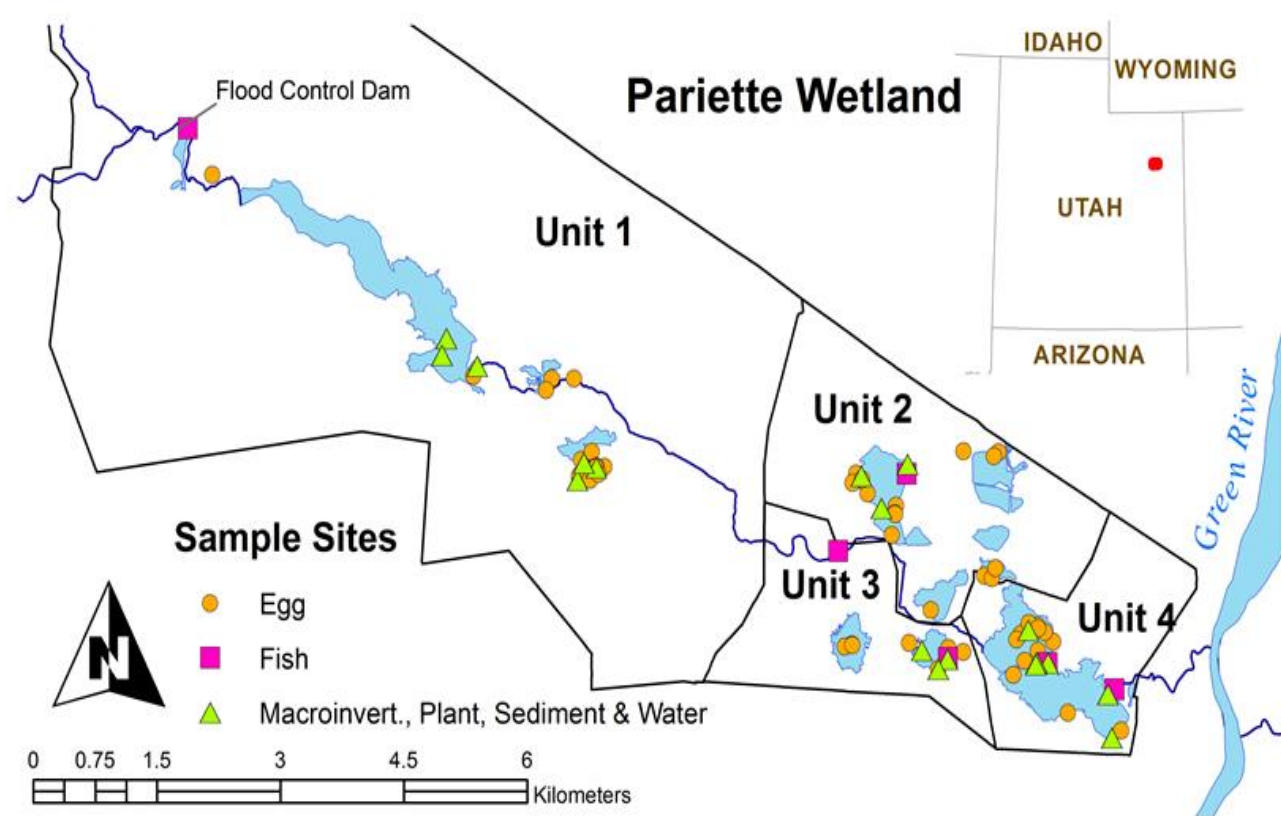 Flood Control Dam
Pariette Wetland
IDAHO
WYOMING
UTAH
ARIZONA
Unit 1
Unit 2
Unit 3
Unit 4
Green River
Sample Sites
Egg
Fish
Macroinvert., Plant, Sediment & Water
N
0 0.75 1.5 3 4.5 6
Kilometers